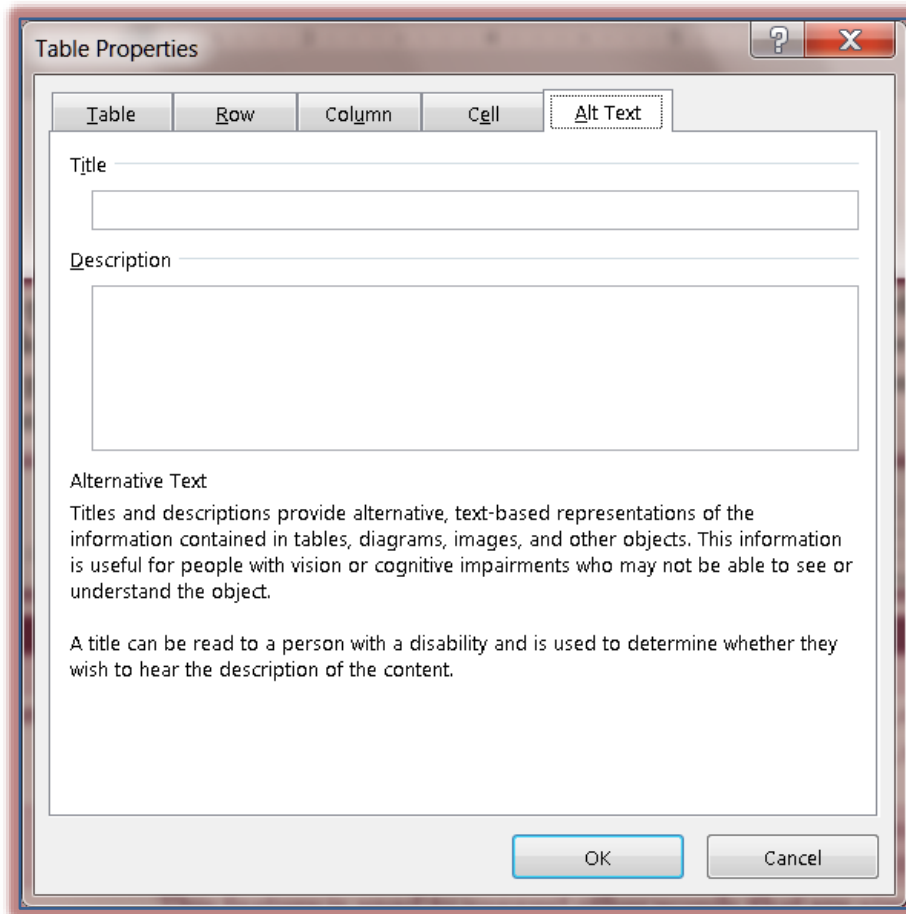 Table Properties
Table Row Column Cell Alt Text
Title
Description
Alternative Text
Titles and descriptions provide alternative, text-based representations of the
information contained in tables, diagrams, images, and other objects. This information
is useful for people with vision or cognitive impairments who may not be able to see or
understand the object.
A title can be read to a person with a disability and is used to determine whether they
wish to hear the description of the content.
OK Cancel